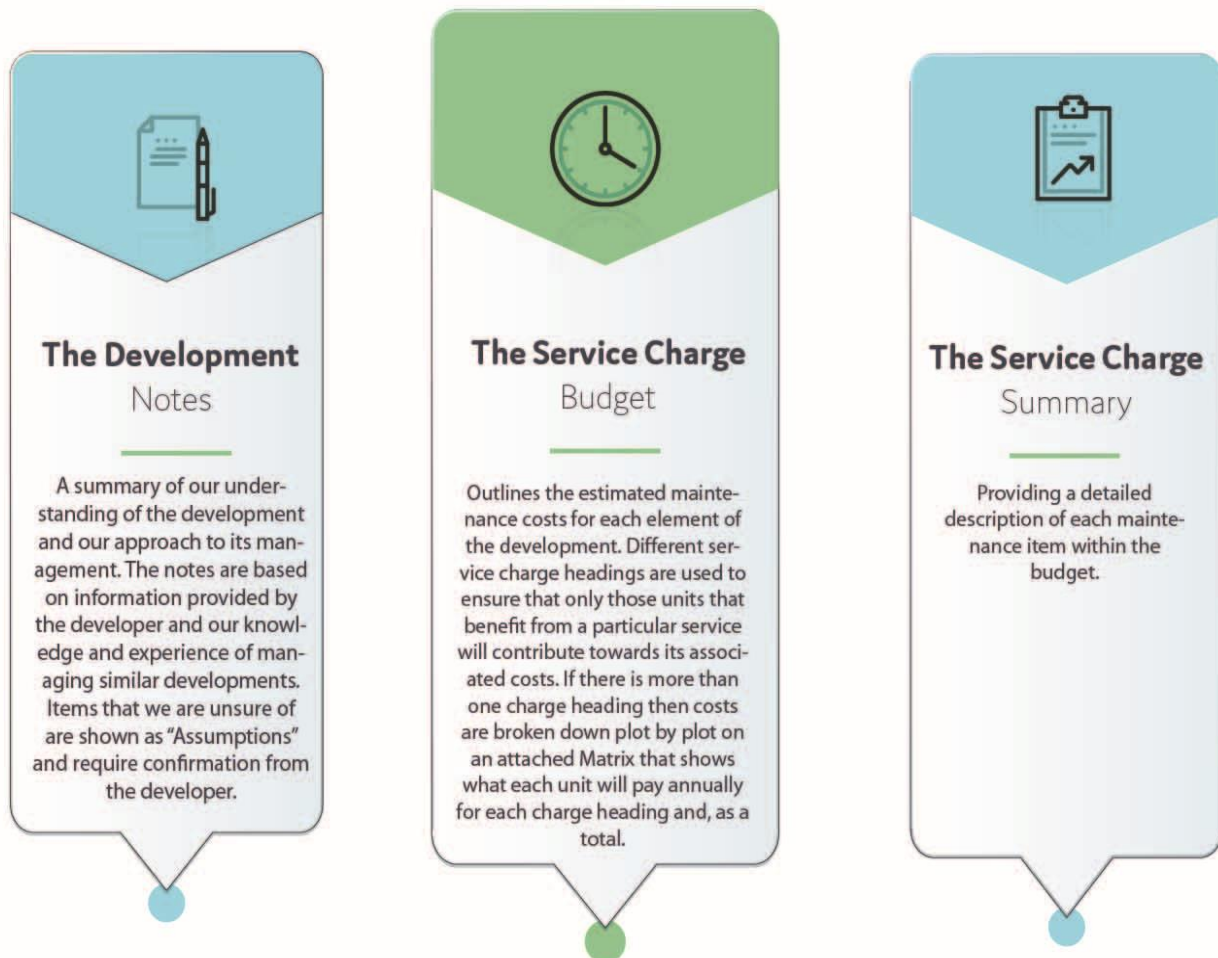 The Development
Notes
A summary of our under-
standing of the development
and our approach to its man-
agement. The notes are based
on information provided by
the developer and our knowl-
edge and experience of man-
aging similar developments.
Items that we are unsure of
are shown as “Assumptions”
and require confirmation from
the developer.
The Service Charge
Budget
Outlines the estimated mainte-
nance costs for each element of
the development. Different ser-
vice charge headings are used to
ensure that only those units that
benefit from a particular service
will contribute towards its associ-
ated costs. If there is more than
one charge heading then costs
are broken down plot by plot on
an attached Matrix that shows
what each unit will pay annually
for each charge heading and, as a
total.
The Service Charge
Summary
Providing a detailed
description of each mainte-
nance item within the
budget.